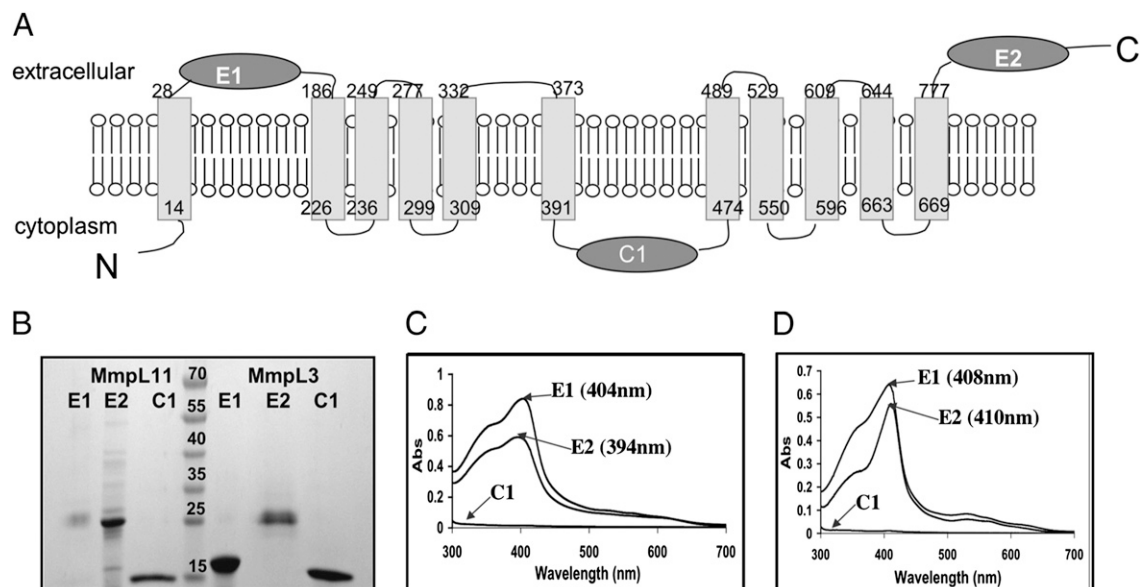 A
extracellular
E1
E2
C
28
186
249
277
332
373
489
529
609
644
777
14
226
236
299
309
391
474
550
596
663
669
cytoplasm
N
C1
B
MmpL11
MmpL3
E1
E2
C1
E1
E2
C1
70
55
40
35
25
15
C
Abs
1
0.8
0.6
0.4
0.2
0
E1 (404nm)
E2 (394nm)
C1
300
400
500
600
700
Wavelength (nm)
D
Abs
0.7
0.6
0.5
0.4
0.3
0.2
0.1
0
E1 (408nm)
E2 (410nm)
C1
300
400
500
600
700
Wavelength (nm)